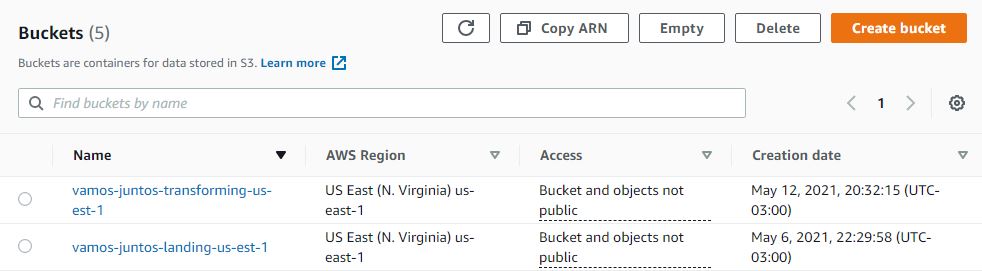 Buckets (5)
Copy ARN
Empty
Delete
Create bucket
Buckets are containers for data stored in S3. Learn more
Find buckets by name
1
Name
AWS Region
Access
Creation date
vamos-juntos-transforming-us-
est-1
US East (N. Virginia) us-
east-1
Bucket and objects not
public
May 12, 2021, 20:32:15 (UTC-
03:00)
vamos-juntos-landing-us-est-1
US East (N. Virginia) us-
east-1
Bucket and objects not
public
May 6, 2021, 22:29:58 (UTC-
03:00)